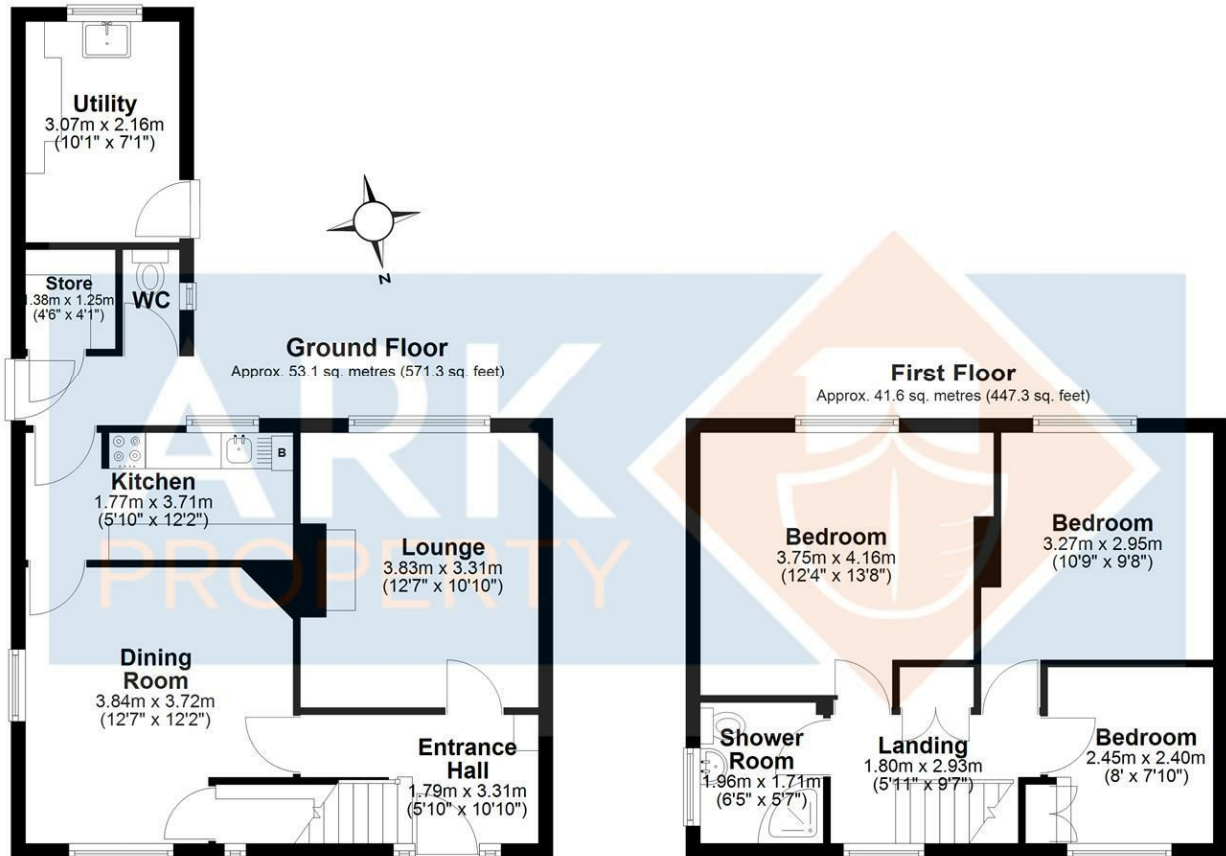 Utility
3.07m x 2.16m
(10'1" x 7'1")
Store
1.38m x 1.25m
(4'6" x 4'1")
WC
N
Ground Floor
Approx. 53.1 sq. metres (571.3 sq. feet)
First Floor
Approx. 41.6 sq. metres (447.3 sq. feet)
ARK
PROPERTY
Kitchen
1.77m x 3.71m
(5'10" x 12'2")
B
Lounge
3.83m x 3.31m
(12'7" x 10'10")
Dining
Room
3.84m x 3.72m
(12'7" x 12'2")
Entrance
Hall
1.79m x 3.31m
(5'10" x 10'10")
Bedroom
3.75m x 4.16m
(12'4" x 13'8")
Bedroom
3.27m x 2.95m
(10'9" x 9'8")
Shower
Room
1.96m x 1.71m
(6'5" x 5'7")
Landing
1.80m x 2.93m
(5'11" x 9'7")
Bedroom
2.45m x 2.40m
(8' x 7'10")